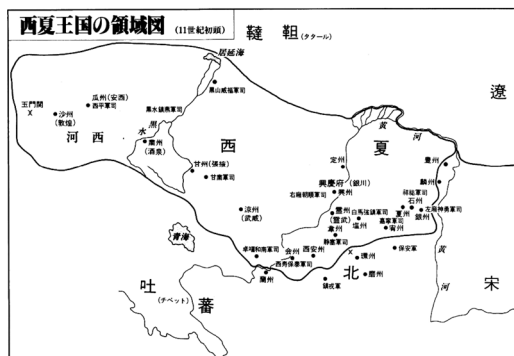 西夏王国の領域図 (11世紀初頭)
韃靼(タタール)
遼
居延海
黒山威福軍司
瓜州(安西)
西平軍司
玉門関
沙州
(敦煌)
河西
黒水鎮燕軍司
黒水
粛州
(酒泉)
甘州(張掖)
甘粛軍司
西
夏
黄河
定州
興慶府(銀川)
興州
右廂朝順軍司
豊州
麟州
祥祐軍司
石州
左廂神勇軍司
夏州
銀州
霊州
(霊武)
白馬強鎮軍司
塩州
嘉寧軍司
宥州
韋州
静塞軍司
涼州
(武威)
青海
卓囉和南軍司
会州
西安州
西寿保泰軍司
蘭州
鎮戎軍
環州
慶州
保安軍
北
宋
黄河
吐蕃
(チベット)